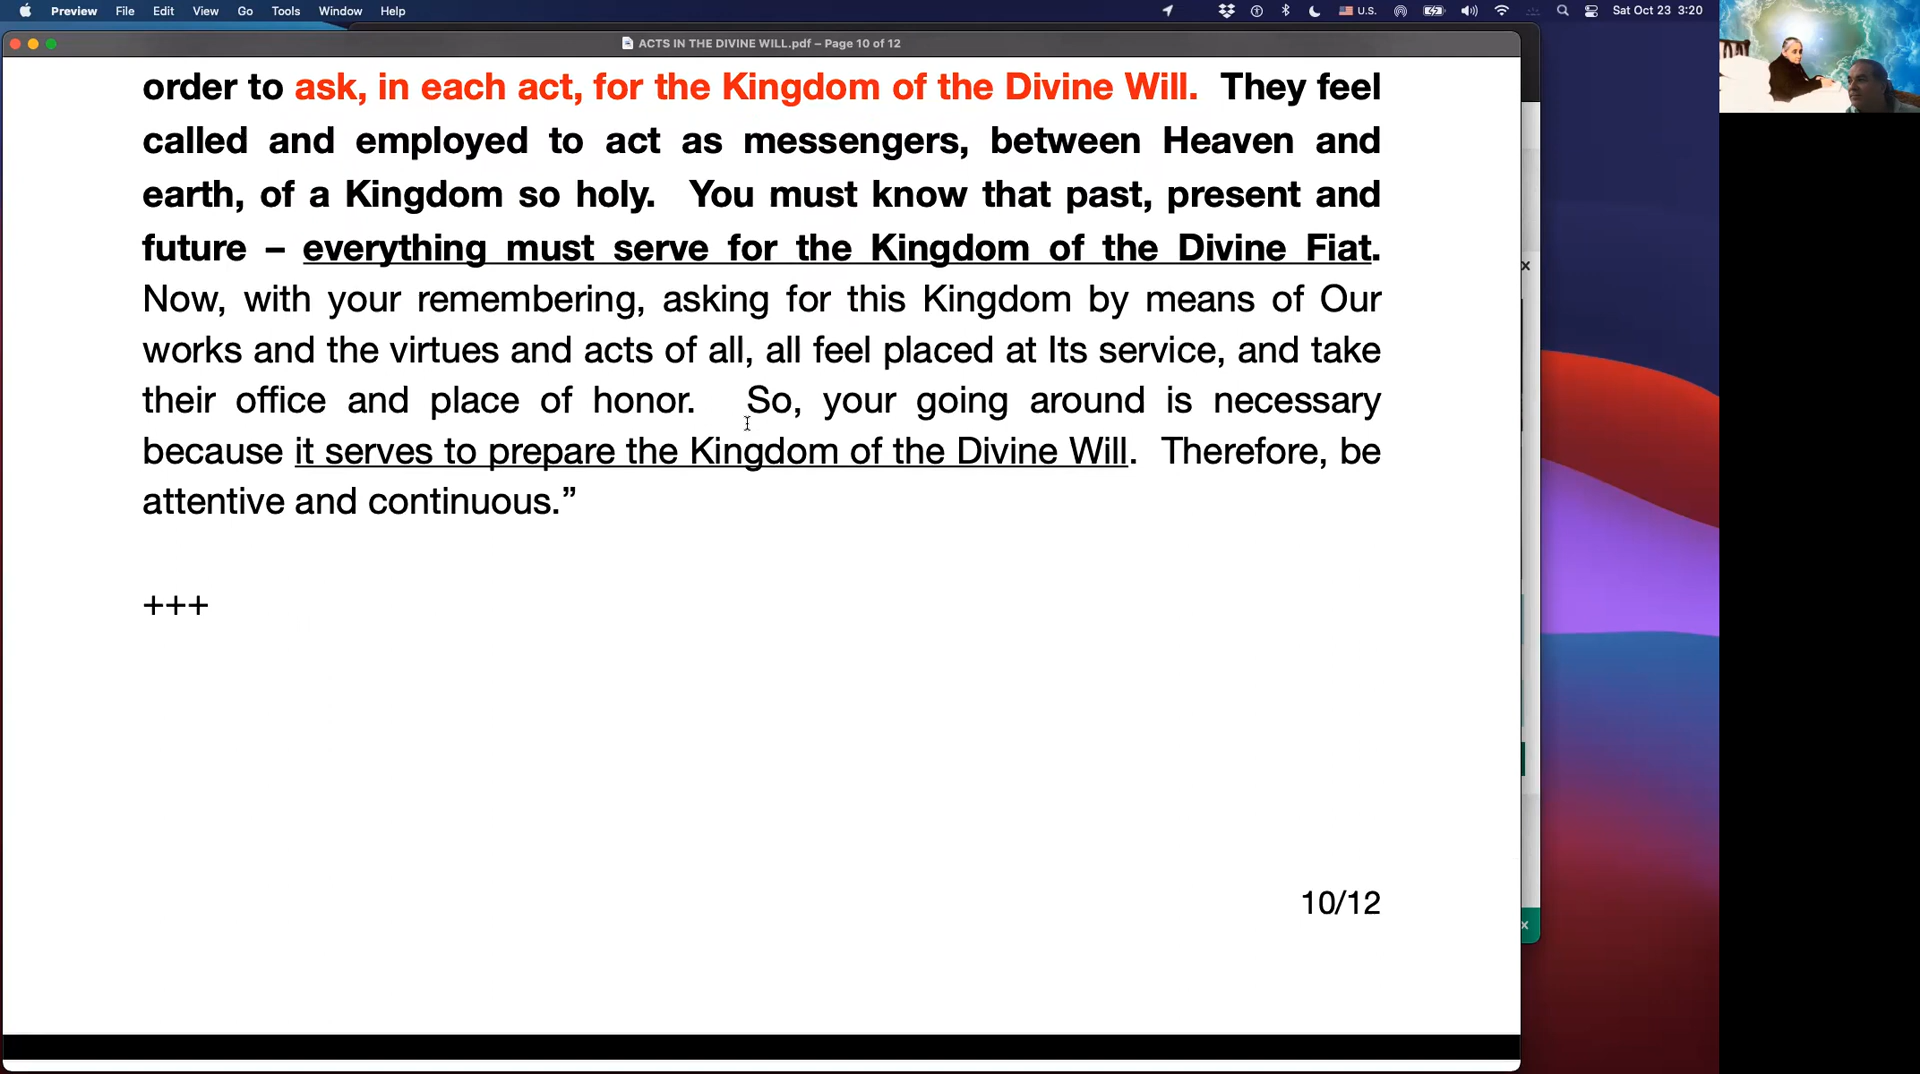 Preview File Edit View Go Tools Window Help U.S. Sat Oct 23 3:20
ACTS IN THE DIVINE WILL.pdf – Page 10 of 12
order to ask, in each act, for the Kingdom of the Divine Will. They feel
called and employed to act as messengers, between Heaven and
earth, of a Kingdom so holy. You must know that past, present and
future – everything must serve for the Kingdom of the Divine Fiat.
Now, with your remembering, asking for this Kingdom by means of Our
works and the virtues and acts of all, all feel placed at Its service, and take
their office and place of honor. So, your going around is necessary
because it serves to prepare the Kingdom of the Divine Will. Therefore, be
attentive and continuous.”
+++
10/12